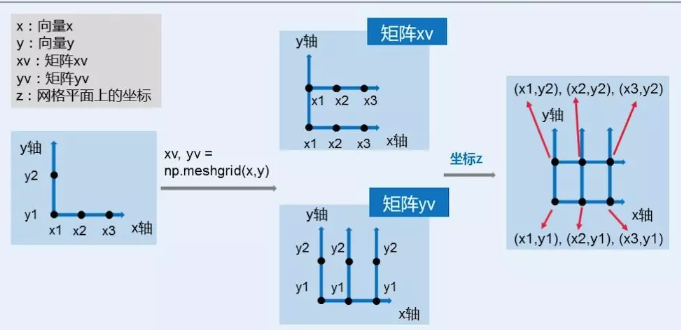 x：向量x
y：向量y
xv：矩阵xv
yv：矩阵yv
z：网格平面上的坐标
y轴
y2
y1
x1 x2 x3 x轴
xv, yv =
np.meshgrid(x,y)
矩阵xv
y轴
x1 x2 x3
x1 x2 x3 x轴
矩阵yv
y轴
y2 y2 y2
y1 y1 y1
x轴
坐标z
(x1,y2), (x2,y2), (x3,y2)
y轴
x轴
(x1,y1), (x2,y1), (x3,y1)